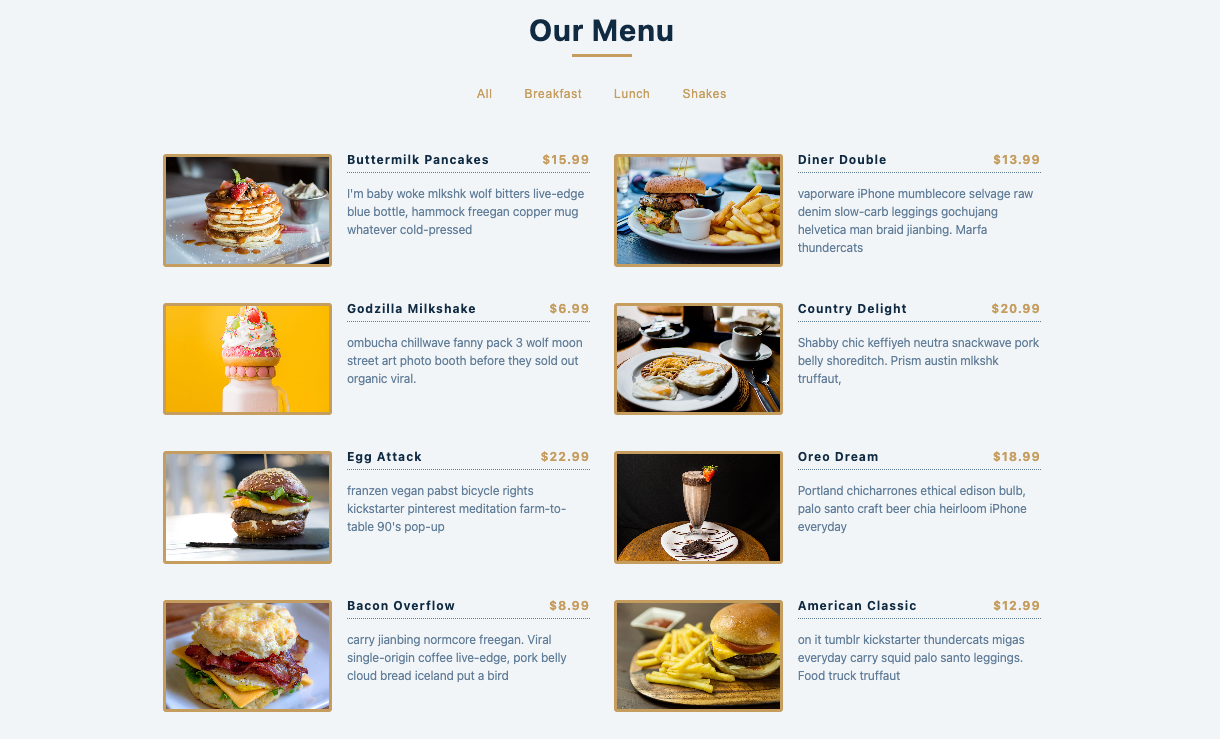 Our Menu
All Breakfast Lunch Shakes
Buttermilk Pancakes $15.99
I'm baby woke mlkshk wolf bitters live-edge
blue bottle, hammock freegan copper mug
whatever cold-pressed
Diner Double $13.99
vaporware iPhone mumblecore selvage raw
denim slow-carb leggings gochujang
helvetica man braid jianbing. Marfa
thundercats
Godzilla Milkshake $6.99
ombucha chillwave fanny pack 3 wolf moon
street art photo booth before they sold out
organic viral.
Country Delight $20.99
Shabby chic keffiyeh neutra snackwave pork
belly shoreditch. Prism austin mlkshk
truffaut,
Egg Attack $22.99
franzen vegan pabst bicycle rights
kickstarter pinterest meditation farm-to-
table 90's pop-up
Oreo Dream $18.99
Portland chicharrones ethical edison bulb,
palo santo craft beer chia heirloom iPhone
everyday
Bacon Overflow $8.99
carry jianbing normcore freegan. Viral
single-origin coffee live-edge, pork belly
cloud bread iceland put a bird
American Classic $12.99
on it tumblr kickstarter thundercats migas
everyday carry squid palo santo leggings.
Food truck truffaut